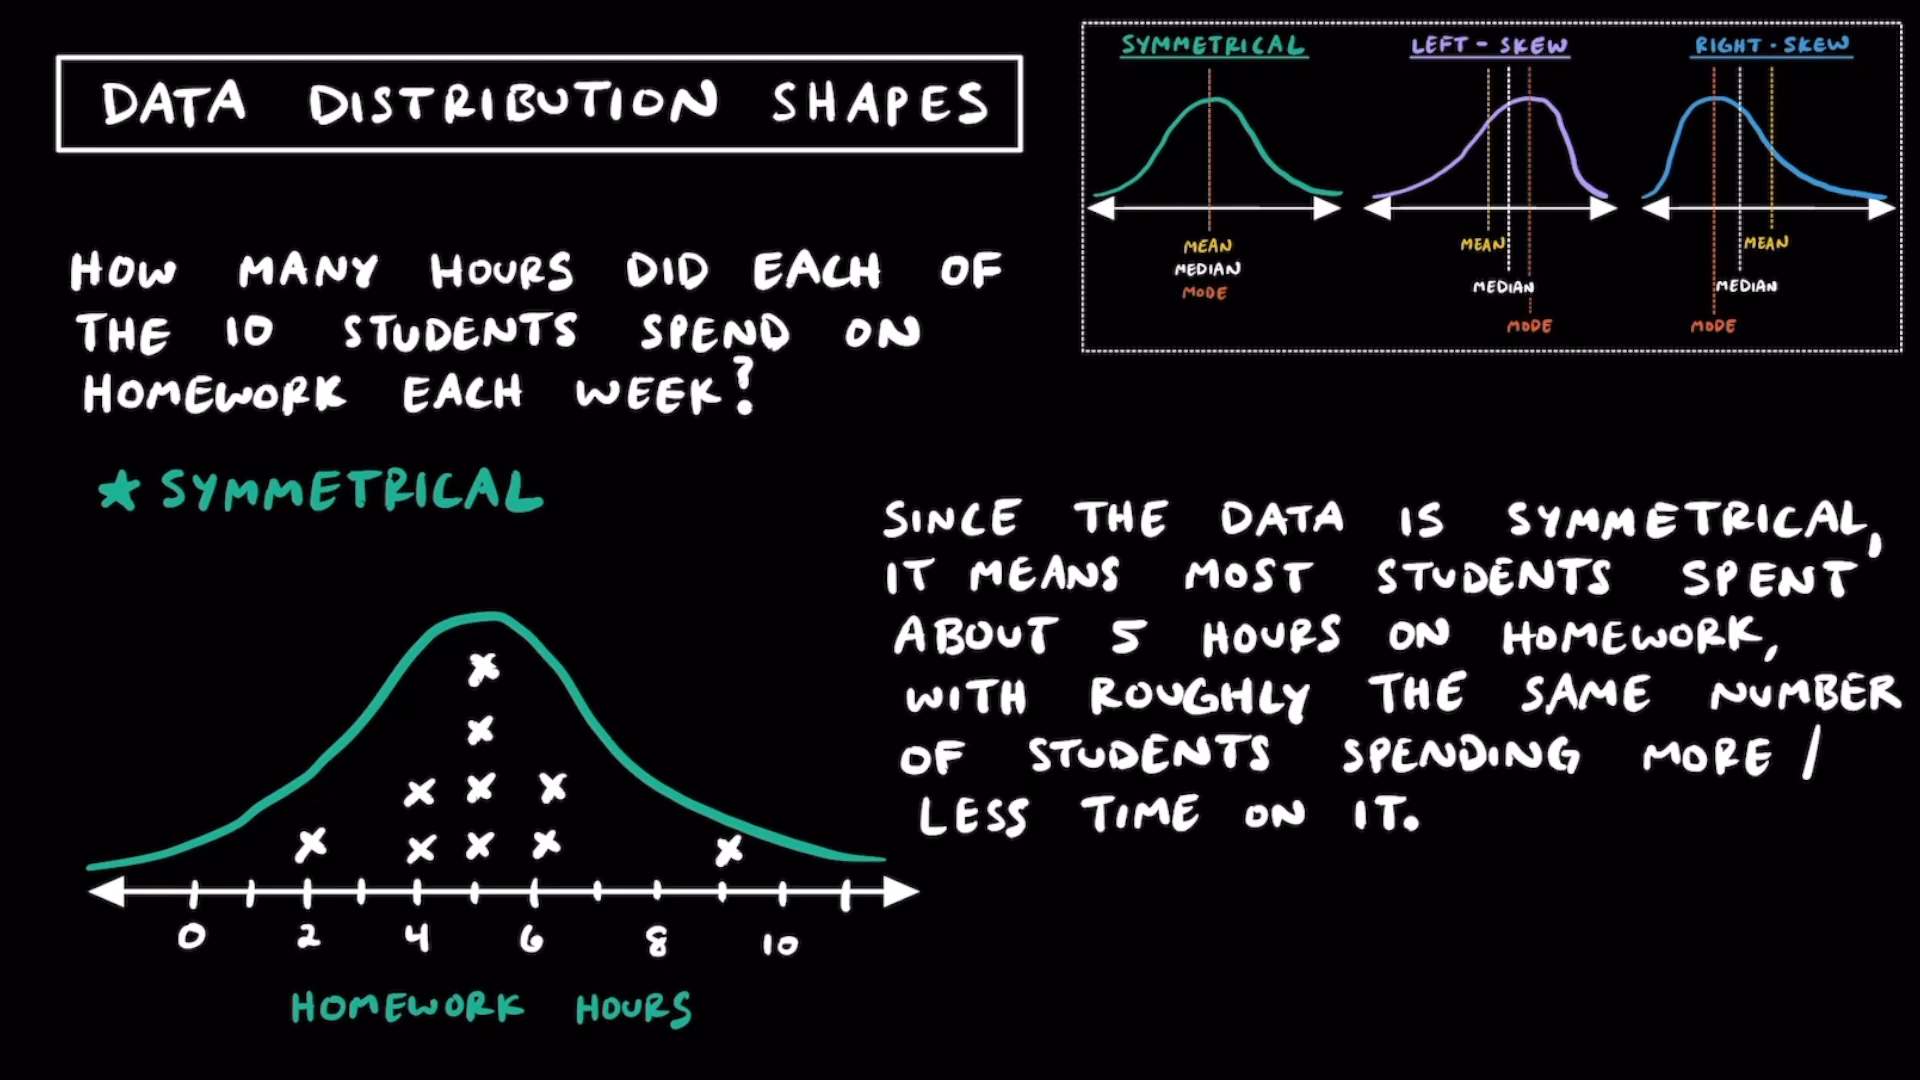 DATA DISTRIBUTION SHAPES
SYMMETRICAL
MEAN
MEDIAN
MODE
LEFT - SKEW
MEAN
MEDIAN
MODE
RIGHT - SKEW
MEAN
MEDIAN
MODE
HOW MANY HOURS DID EACH OF
THE 10 STUDENTS SPEND ON
HOMEWORK EACH WEEK?
★ SYMMETRICAL
0 2 4 6 8 10
HOMEWORK HOURS
SINCE THE DATA IS SYMMETRICAL,
IT MEANS MOST STUDENTS SPENT
ABOUT 5 HOURS ON HOMEWORK,
WITH ROUGHLY THE SAME NUMBER
OF STUDENTS SPENDING MORE /
LESS TIME ON IT.